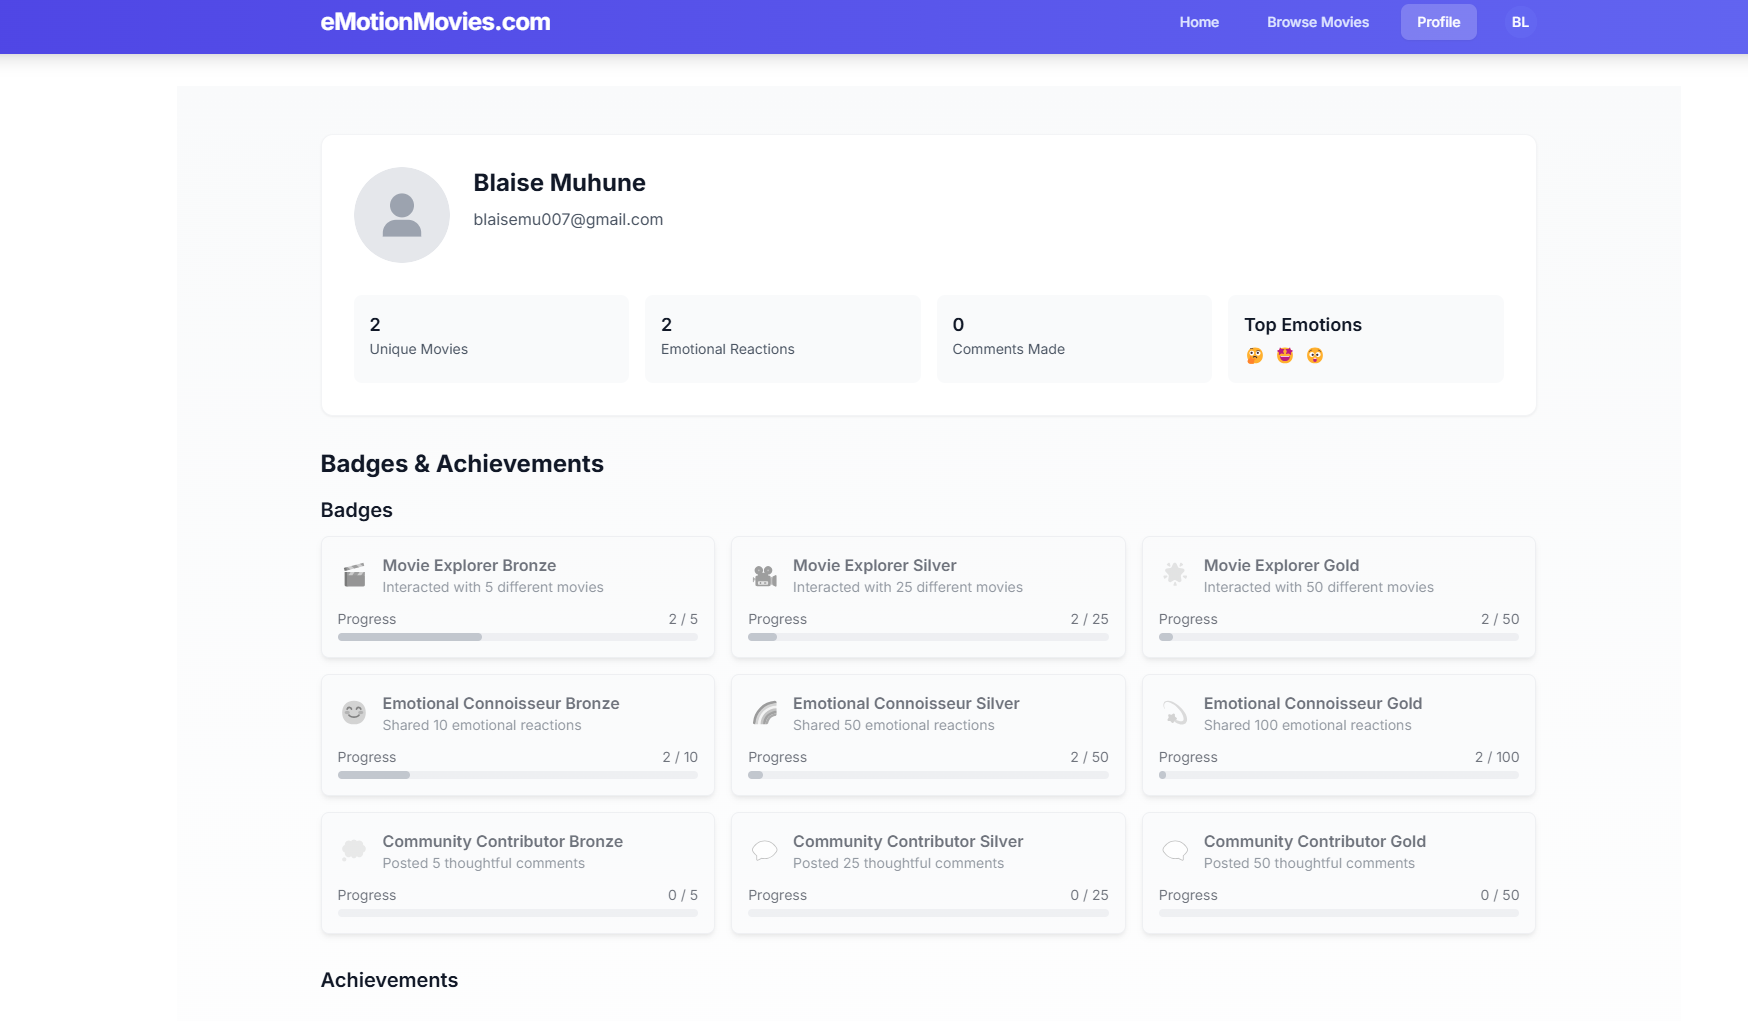 eMotionMovies.com
Home
Browse Movies
Profile
BL
Blaise Muhune
blaisemu007@gmail.com
2
Unique Movies
2
Emotional Reactions
0
Comments Made
Top Emotions
Badges & Achievements
Badges
Movie Explorer Bronze
Interacted with 5 different movies
Progress 2 / 5
Movie Explorer Silver
Interacted with 25 different movies
Progress 2 / 25
Movie Explorer Gold
Interacted with 50 different movies
Progress 2 / 50
Emotional Connoisseur Bronze
Shared 10 emotional reactions
Progress 2 / 10
Emotional Connoisseur Silver
Shared 50 emotional reactions
Progress 2 / 50
Emotional Connoisseur Gold
Shared 100 emotional reactions
Progress 2 / 100
Community Contributor Bronze
Posted 5 thoughtful comments
Progress 0 / 5
Community Contributor Silver
Posted 25 thoughtful comments
Progress 0 / 25
Community Contributor Gold
Posted 50 thoughtful comments
Progress 0 / 50
Achievements